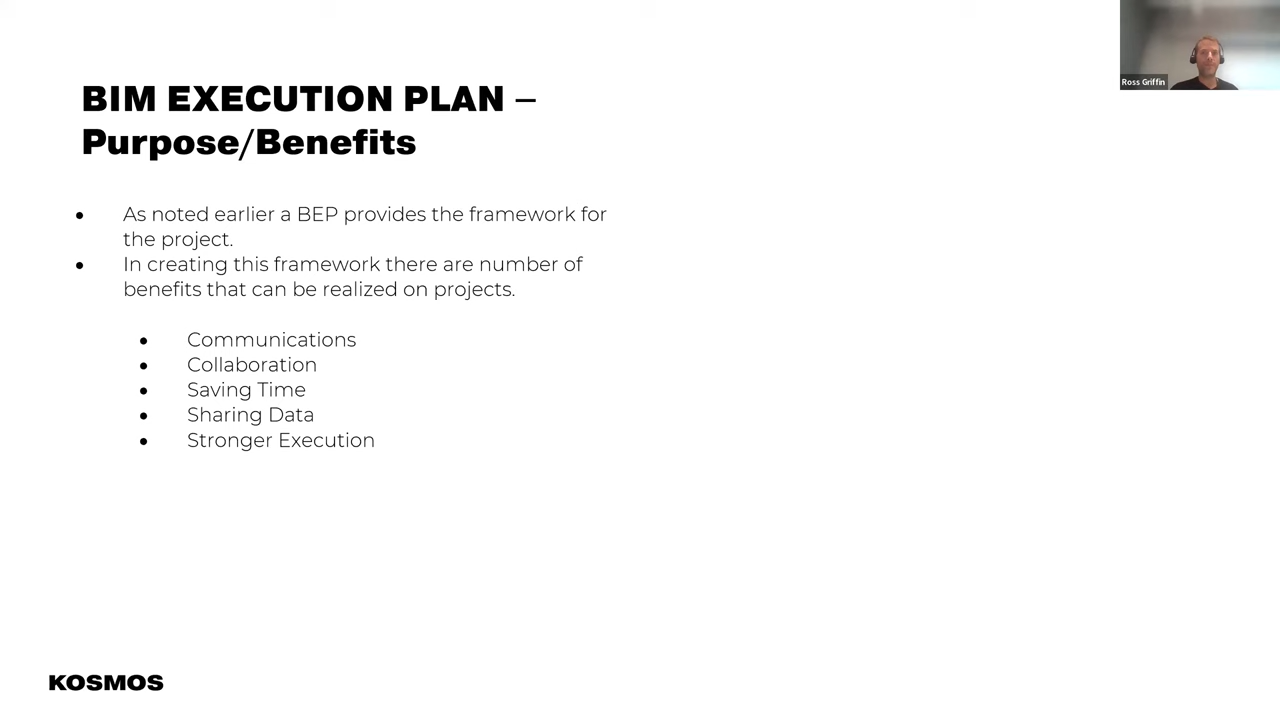 Ross Griffin
BIM EXECUTION PLAN –
Purpose/Benefits
• As noted earlier a BEP provides the framework for
the project.
• In creating this framework there are number of
benefits that can be realized on projects.
• Communications
• Collaboration
• Saving Time
• Sharing Data
• Stronger Execution
KOSMOS